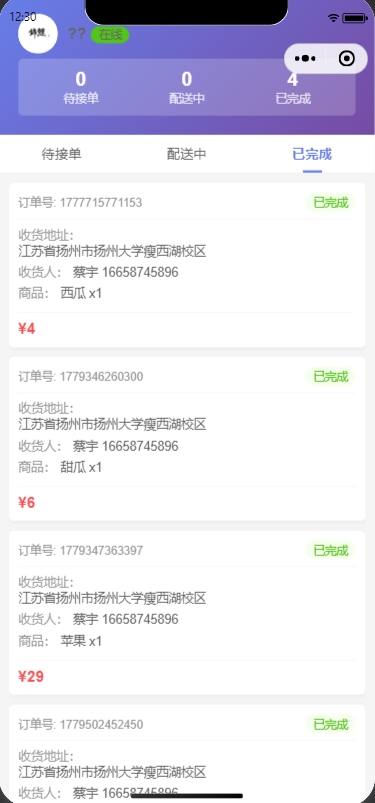 12:30
?? 在线
0 0 4
待接单 配送中 已完成
待接单 配送中 已完成
订单号: 1777715771153 已完成
收货地址：
江苏省扬州市扬州大学瘦西湖校区
收货人： 蔡宇 16658745896
商品： 西瓜 x1
¥4
订单号: 1779346260300 已完成
收货地址：
江苏省扬州市扬州大学瘦西湖校区
收货人： 蔡宇 16658745896
商品： 甜瓜 x1
¥6
订单号: 1779347363397 已完成
收货地址：
江苏省扬州市扬州大学瘦西湖校区
收货人： 蔡宇 16658745896
商品： 苹果 x1
¥29
订单号: 1779502452450 已完成
收货地址：
江苏省扬州市扬州大学瘦西湖校区
收货人： 蔡宇 16658745896